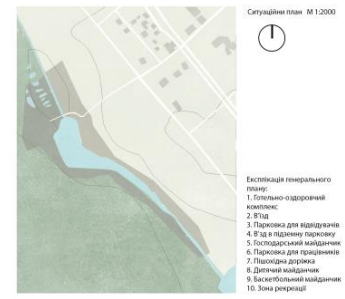 Ситуаційни план М 1:2000
Експікація генерального
плану:
1. Готельно-оздоровчий
комплекс
2. В'їзд
3. Парковка для відвідувачів
4. В'їзд в підземну парковку
5. Господарський майданчик
6. Парковка для працівників
7. Пішохідна доріжка
8. Дитячий майданчик
9. Баскетбольний майданчик
10. Зона рекреації